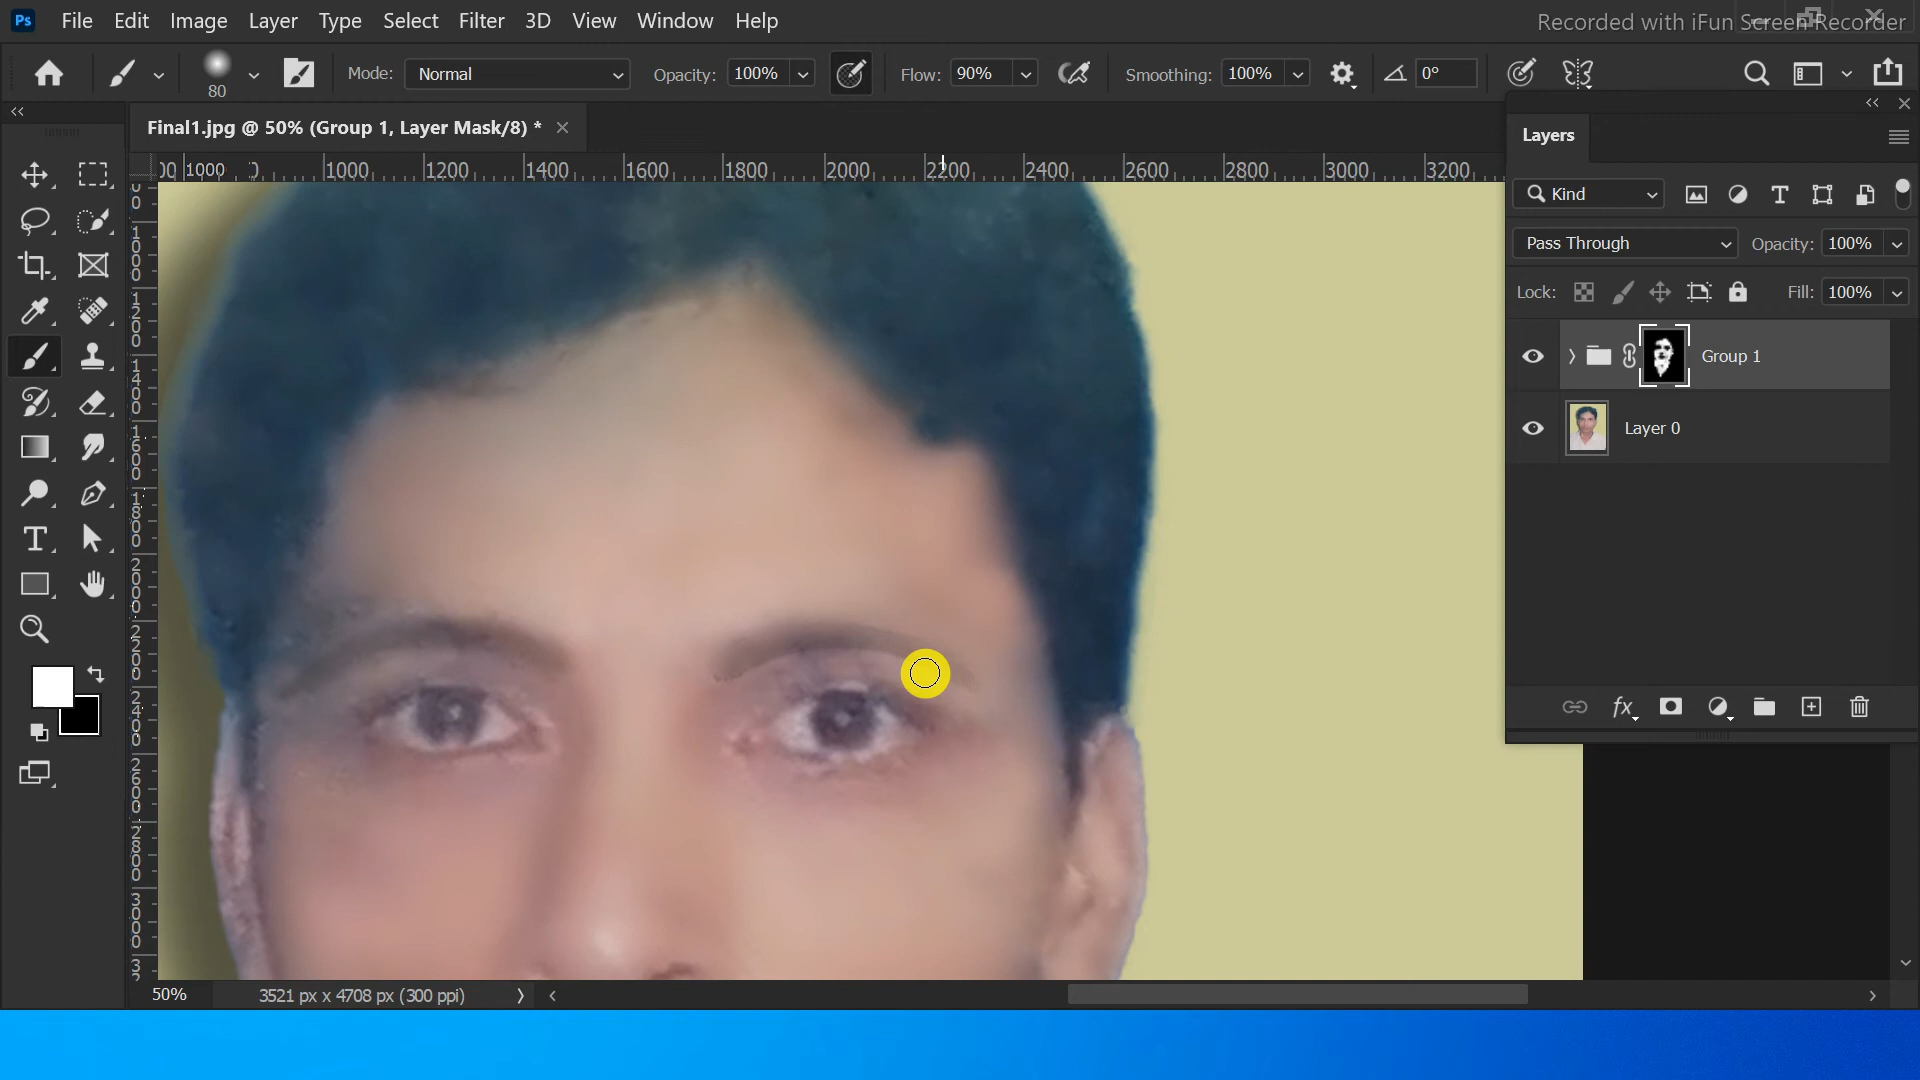 Ps File Edit Image Layer Type Select Filter 3D View Window Help
Recorded with iFun Screen Recorder
80 Mode: Normal Opacity: 100% Flow: 90% Smoothing: 100% 0°
Final1.jpg @ 50% (Group 1, Layer Mask/8) *
1000 1000 1200 1400 1600 1800 2000 2200 2400 2600 2800 3000 3200
Layers
Kind
Pass Through Opacity: 100%
Lock: Fill: 100%
Group 1
Layer 0
fx
50% 3521 px x 4708 px (300 ppi)